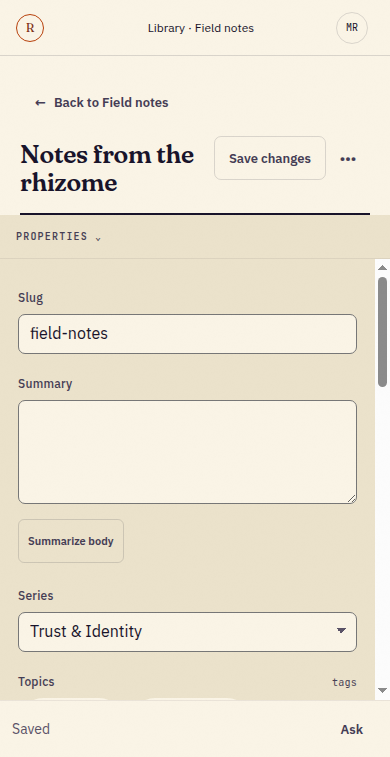 R
Library · Field notes
MR
← Back to Field notes
Notes from the
rhizome
Save changes
•••
PROPERTIES
Slug
field-notes
Summary
Summarize body
Series
Trust & Identity
Topics
tags
Saved
Ask